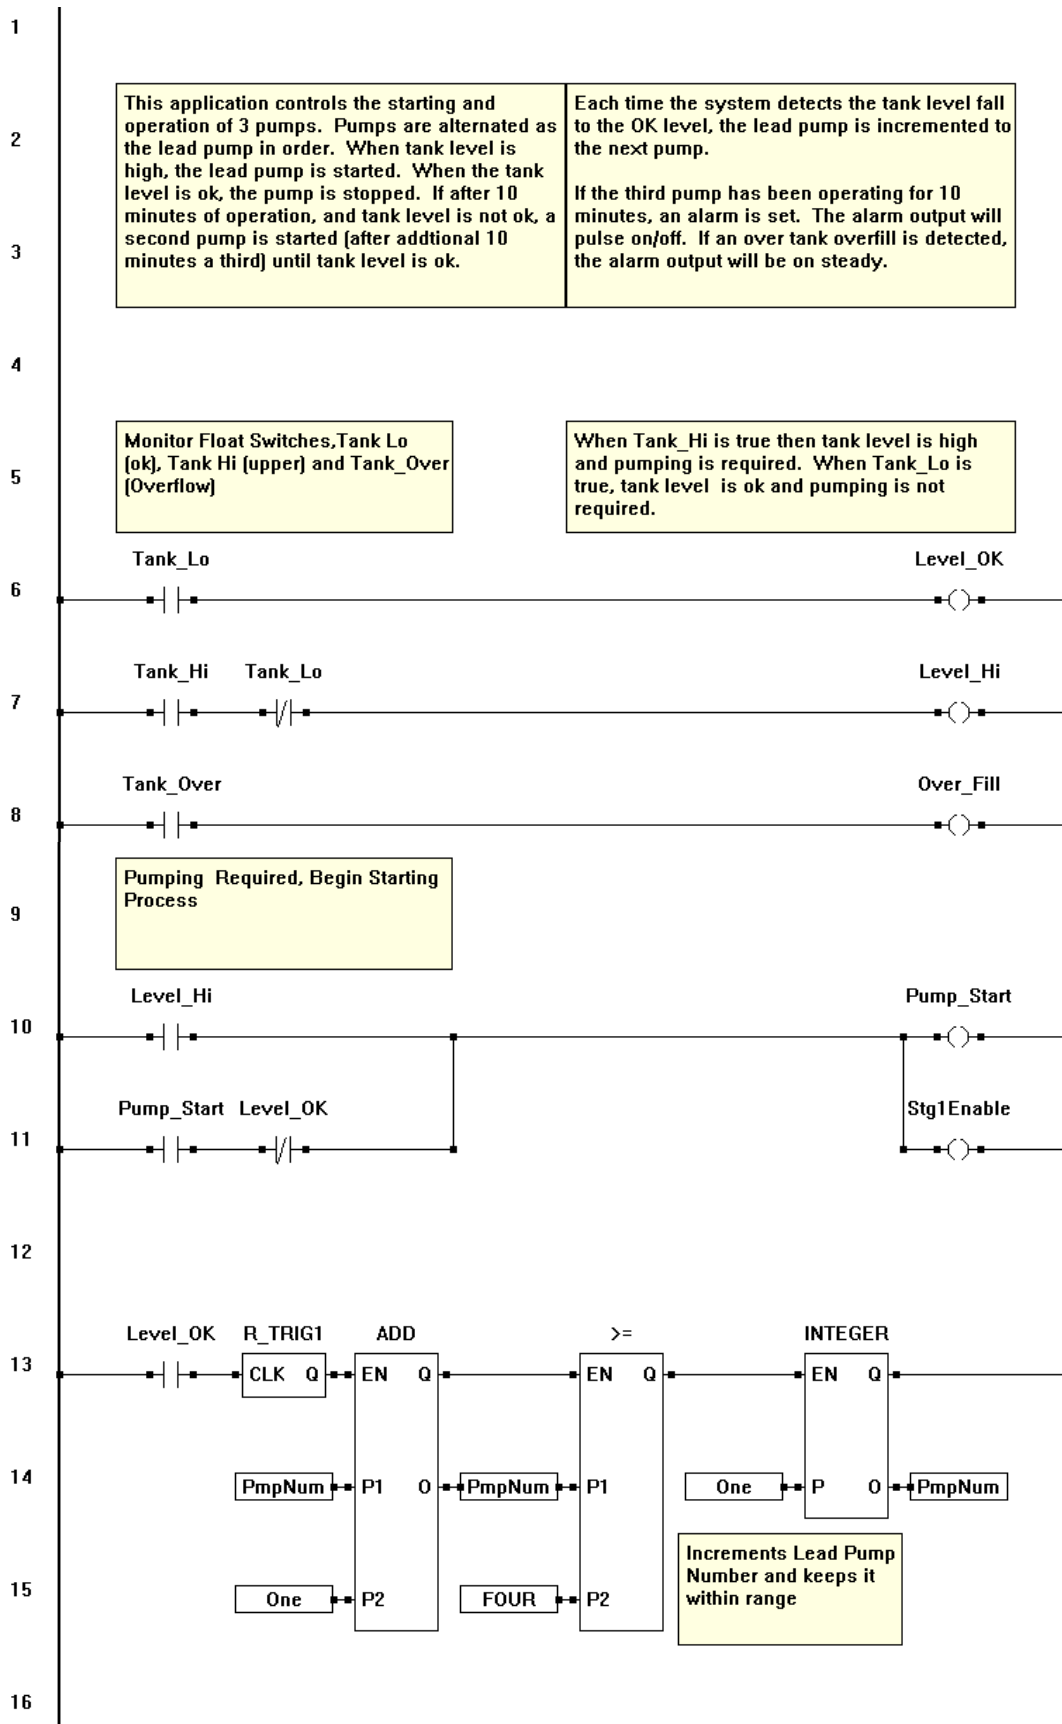 1
2
3
This application controls the starting and
operation of 3 pumps.  Pumps are alternated as
the lead pump in order.  When tank level is
high, the lead pump is started.  When the tank
level is ok, the pump is stopped.  If after 10
minutes of operation, and tank level is not ok, a
second pump is started (after addtional 10
minutes a third) until tank level is ok.
Each time the system detects the tank level fall
to the OK level, the lead pump is incremented to
the next pump.
If the third pump has been operating for 10
minutes, an alarm is set.  The alarm output will
pulse on/off.  If an over tank overfill is detected,
the alarm output will be on steady.
4
5
Monitor Float Switches,Tank Lo
(ok), Tank Hi (upper) and Tank_Over
(Overflow)
When Tank_Hi is true then tank level is high
and pumping is required.  When Tank_Lo is
true, tank level  is ok and pumping is not
required.
Tank_Lo Level_OK
6
Tank_Hi Tank_Lo Level_Hi
7
Tank_Over Over_Fill
8
Pumping  Required, Begin Starting
Process
9
Level_Hi Pump_Start
10
Pump_Start Level_OK Stg1Enable
11
12
Level_OK R_TRIG1 ADD >= INTEGER
13 CLK Q EN Q EN Q EN Q
14 PmpNum P1 O PmpNum P1 One P O PmpNum
15 One P2 FOUR P2
Increments Lead Pump
Number and keeps it
within range
16